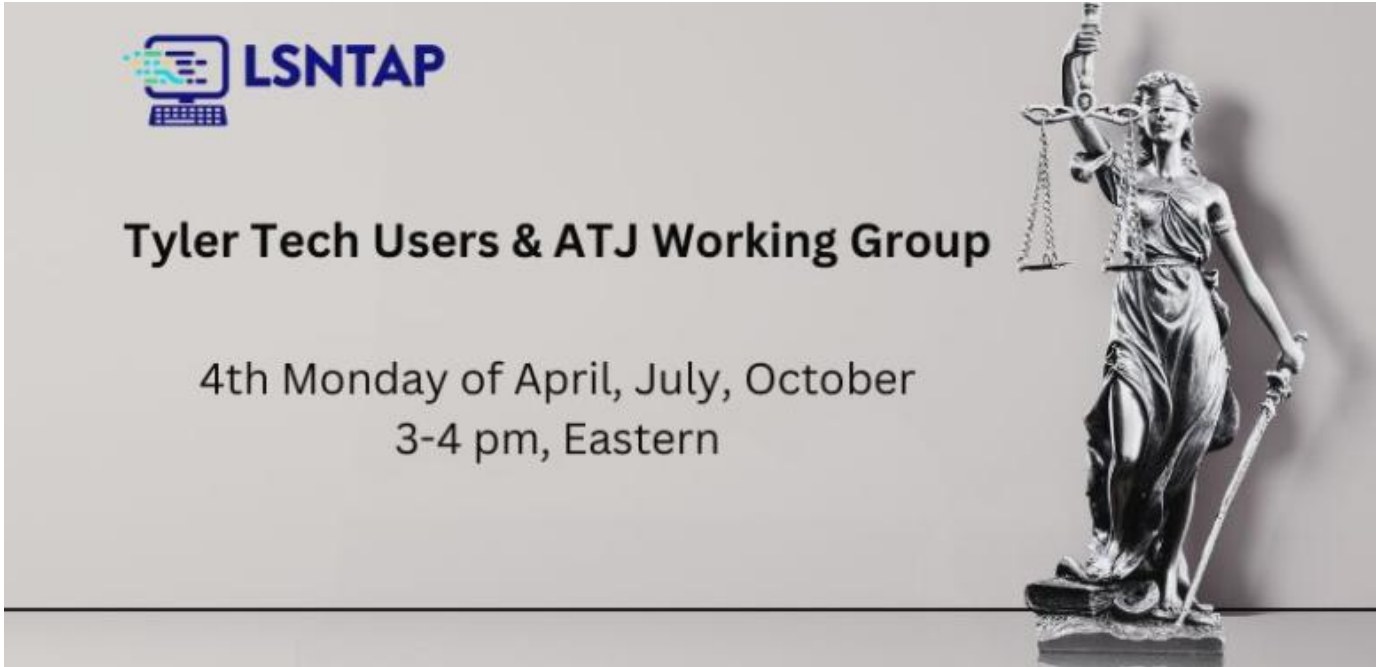 LSNTAP
Tyler Tech Users & ATJ Working Group
4th Monday of April, July, October
3-4 pm, Eastern